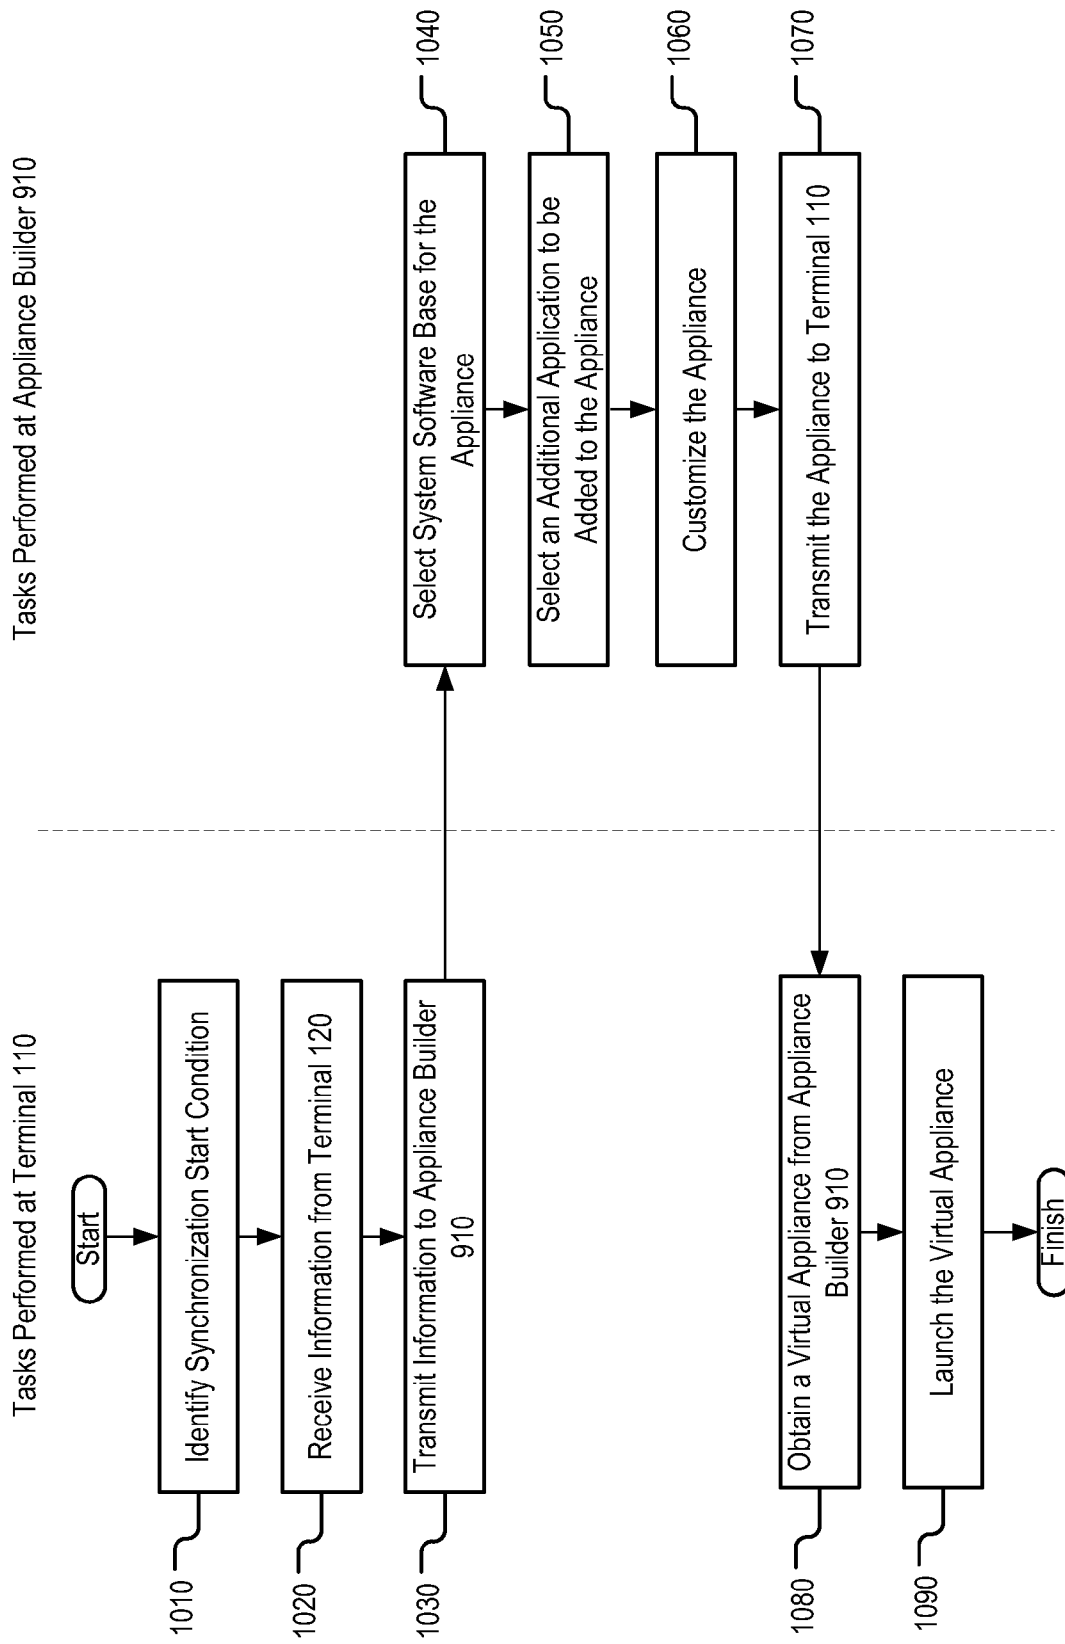 Tasks Performed at Terminal 110
Tasks Performed at Appliance Builder 910
Start
Identify Synchronization Start Condition
1010
Receive Information from Terminal 120
1020
Transmit Information to Appliance Builder
910
1030
Select System Software Base for the
Appliance
1040
Select an Additional Application to be
Added to the Appliance
1050
Customize the Appliance
1060
Transmit the Appliance to Terminal 110
1070
Obtain a Virtual Appliance from Appliance
Builder 910
1080
Launch the Virtual Appliance
1090
Finish